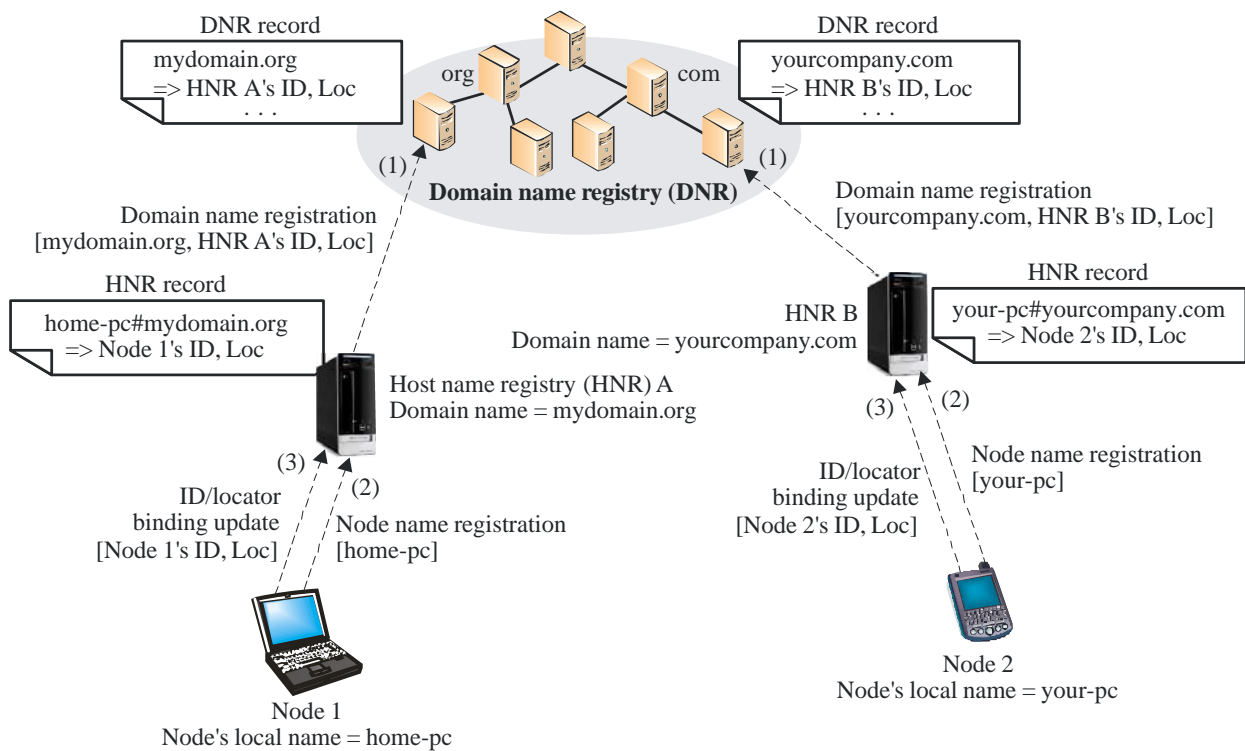 DNR record
mydomain.org
=> HNR A's ID, Loc
. . .
org
com
DNR record
yourcompany.com
=> HNR B's ID, Loc
. . .
(1)
(1)
Domain name registry (DNR)
Domain name registration
[mydomain.org, HNR A's ID, Loc]
Domain name registration
[yourcompany.com, HNR B's ID, Loc]
HNR record
home-pc#mydomain.org
=> Node 1's ID, Loc
HNR B
Domain name = yourcompany.com
HNR record
your-pc#yourcompany.com
=> Node 2's ID, Loc
Host name registry (HNR) A
Domain name = mydomain.org
(3)
(2)
(3)
(2)
ID/locator
binding update
[Node 1's ID, Loc]
Node name registration
[home-pc]
ID/locator
binding update
[Node 2's ID, Loc]
Node name registration
[your-pc]
Node 1
Node's local name = home-pc
Node 2
Node's local name = your-pc